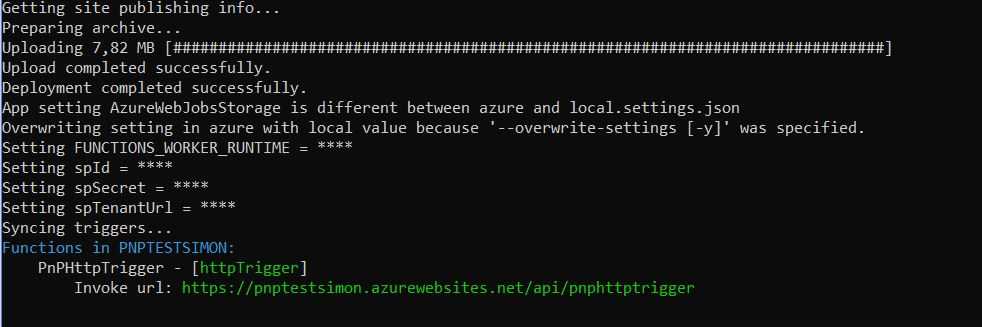 Getting site publishing info...
Preparing archive...
Uploading 7,82 MB [###############################################################################]
Upload completed successfully.
Deployment completed successfully.
App setting AzureWebJobsStorage is different between azure and local.settings.json
Overwriting setting in azure with local value because '--overwrite-settings [-y]' was specified.
Setting FUNCTIONS_WORKER_RUNTIME = ****
Setting spId = ****
Setting spSecret = ****
Setting spTenantUrl = ****
Syncing triggers...
Functions in PNPTESTSIMON:
    PnPHttpTrigger - [httpTrigger]
        Invoke url: https://pnptestsimon.azurewebsites.net/api/pnphttptrigger